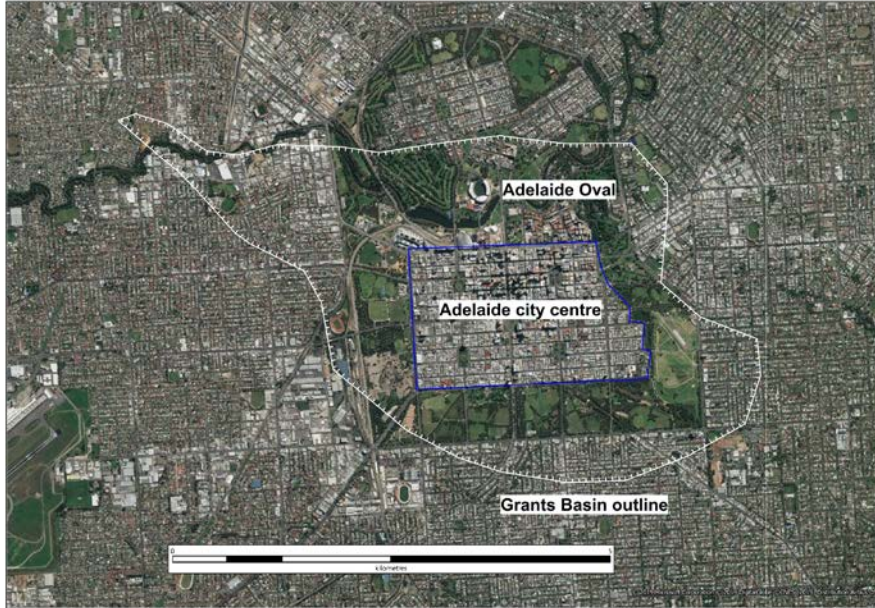 Adelaide Oval
Adelaide city centre
Grants Basin outline
0 5
kilometres